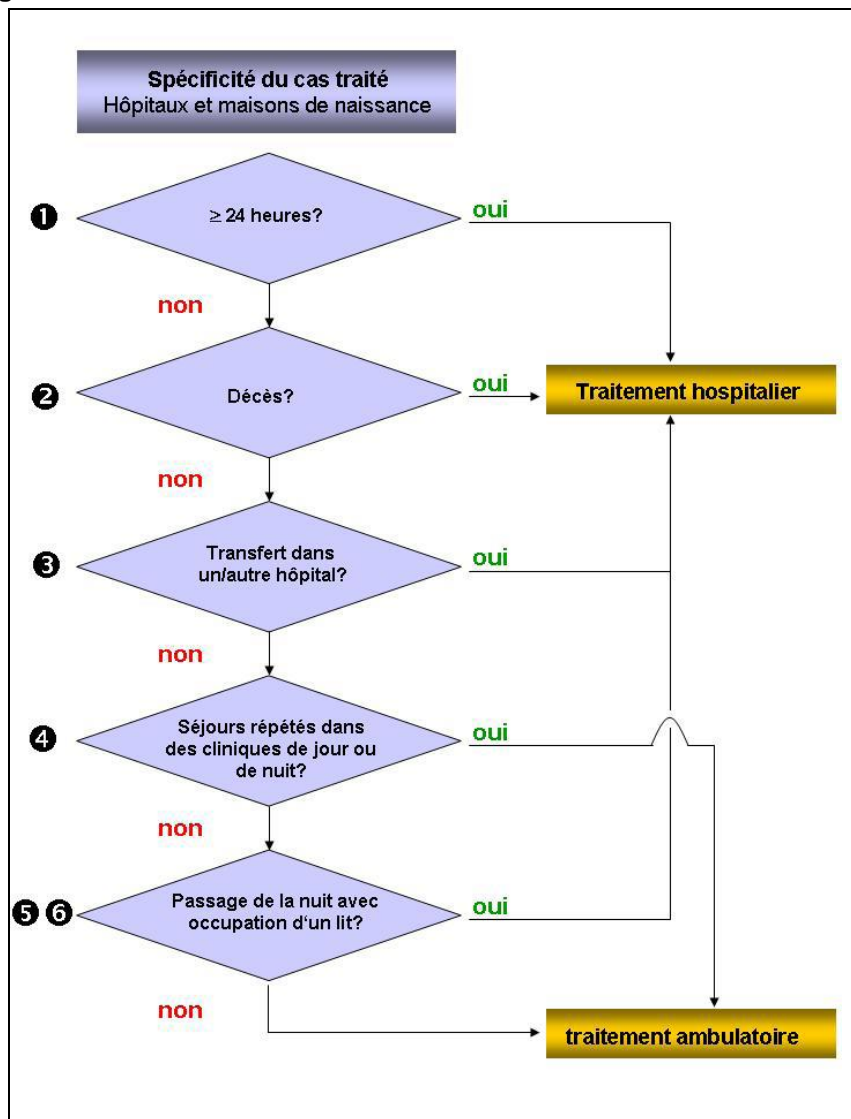 Spécificité du cas traité
Hôpitaux et maisons de naissance
❶
≥ 24 heures?
oui
non
❷
Décès?
oui
Traitement hospitalier
non
❸
Transfert dans
un/autre hôpital?
oui
non
❹
Séjours répétés dans
des cliniques de jour ou
de nuit?
oui
non
❺ ❻
Passage de la nuit avec
occupation d‘un lit?
oui
non
traitement ambulatoire